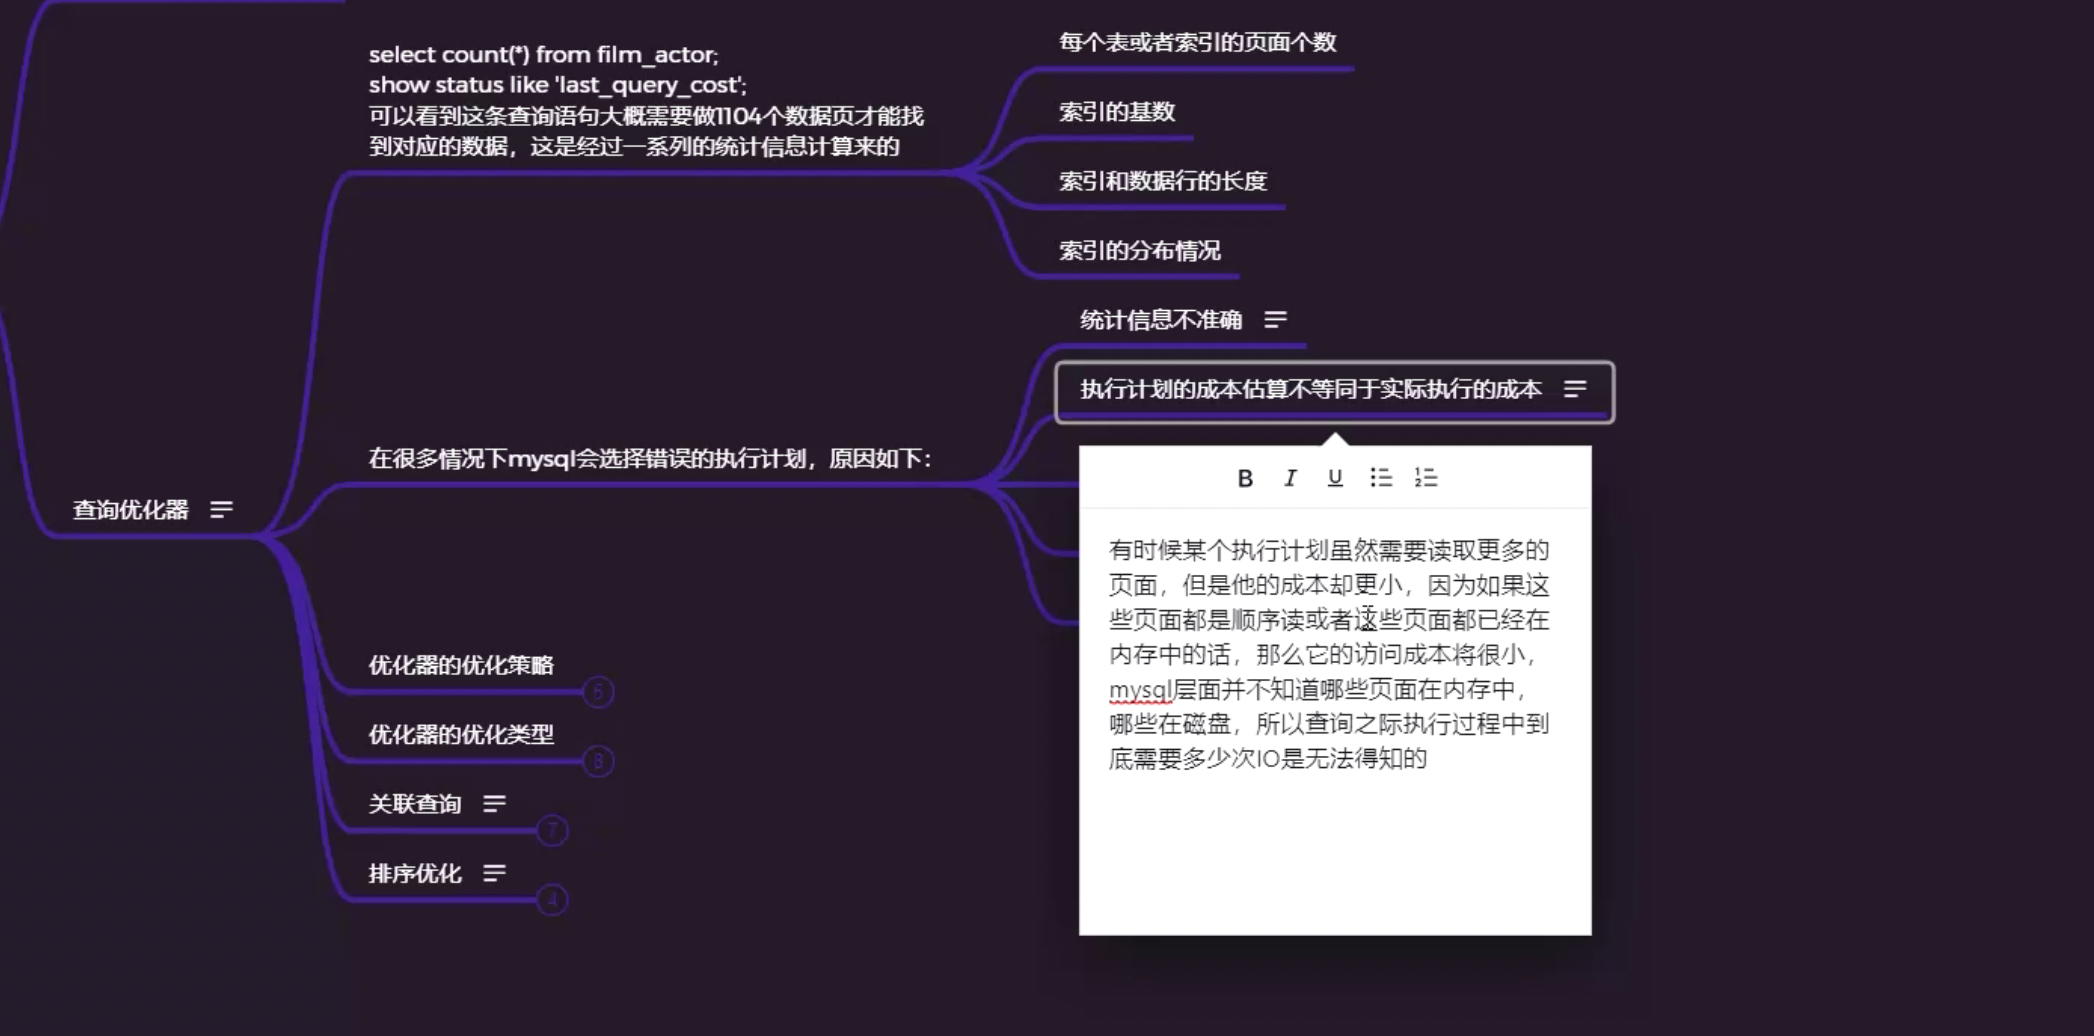 select count(*) from film_actor;
show status like 'last_query_cost';
可以看到这条查询语句大概需要做1104个数据页才能找
到对应的数据，这是经过一系列的统计信息计算来的
每个表或者索引的页面个数
索引的基数
索引和数据行的长度
索引的分布情况
统计信息不准确
执行计划的成本估算不等同于实际执行的成本
在很多情况下mysql会选择错误的执行计划，原因如下：
B I U
有时候某个执行计划虽然需要读取更多的
页面，但是他的成本却更小，因为如果这
些页面都是顺序读或者这些页面都已经在
内存中的话，那么它的访问成本将很小，
mysql层面并不知道哪些页面在内存中，
哪些在磁盘，所以查询之际执行过程中到
底需要多少次IO是无法得知的
查询优化器
优化器的优化策略
优化器的优化类型
8
关联查询
7
排序优化
4